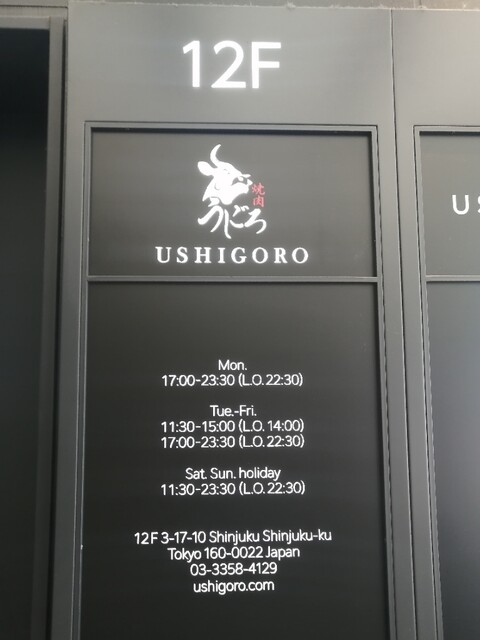 12F
焼肉
うしごろ
USHIGORO
Mon.
17:00-23:30 (L.O. 22:30)
Tue.-Fri.
11:30-15:00 (L.O. 14:00)
17:00-23:30 (L.O. 22:30)
Sat. Sun. holiday
11:30-23:30 (L.O. 22:30)
12F 3-17-10 Shinjuku Shinjuku-ku
Tokyo 160-0022 Japan
03-3358-4129
ushigoro.com